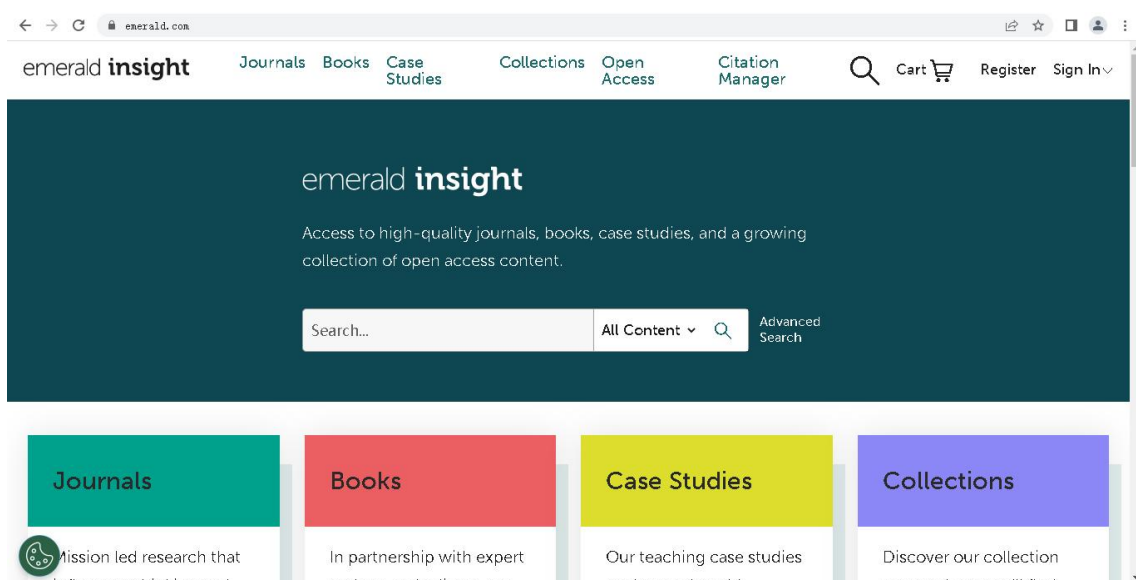 emerald.com
emerald insight
Journals Books Case Studies Collections Open Access Citation Manager
Cart Register Sign In
emerald insight
Access to high-quality journals, books, case studies, and a growing
collection of open access content.
Search... All Content Advanced Search
Journals Books Case Studies Collections
Mission led research that
In partnership with expert
Our teaching case studies
Discover our collection